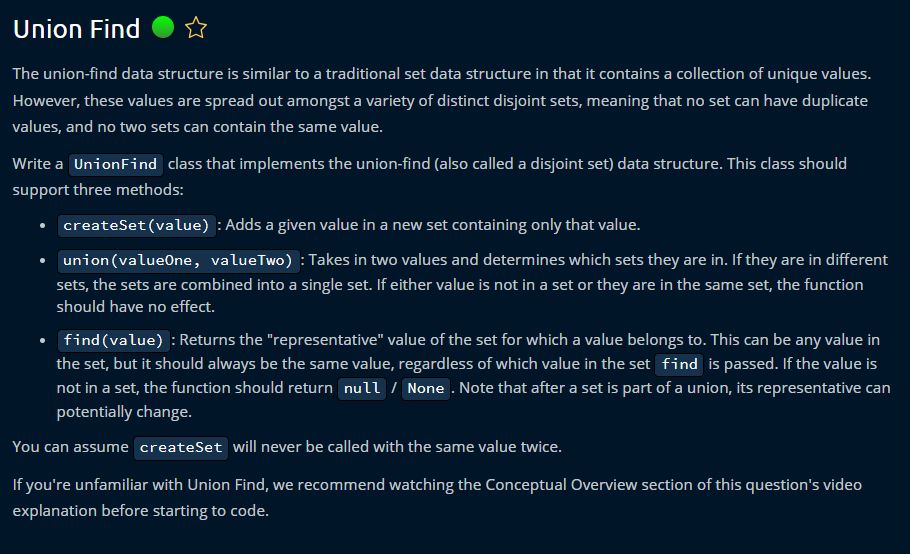 Union Find
The union-find data structure is similar to a traditional set data structure in that it contains a collection of unique values.
However, these values are spread out amongst a variety of distinct disjoint sets, meaning that no set can have duplicate
values, and no two sets can contain the same value.
Write a UnionFind class that implements the union-find (also called a disjoint set) data structure. This class should
support three methods:
• createSet(value) : Adds a given value in a new set containing only that value.
• union(valueOne, valueTwo) : Takes in two values and determines which sets they are in. If they are in different
sets, the sets are combined into a single set. If either value is not in a set or they are in the same set, the function
should have no effect.
• find(value) : Returns the "representative" value of the set for which a value belongs to. This can be any value in
the set, but it should always be the same value, regardless of which value in the set find is passed. If the value is
not in a set, the function should return null / None . Note that after a set is part of a union, its representative can
potentially change.
You can assume createSet will never be called with the same value twice.
If you're unfamiliar with Union Find, we recommend watching the Conceptual Overview section of this question's video
explanation before starting to code.